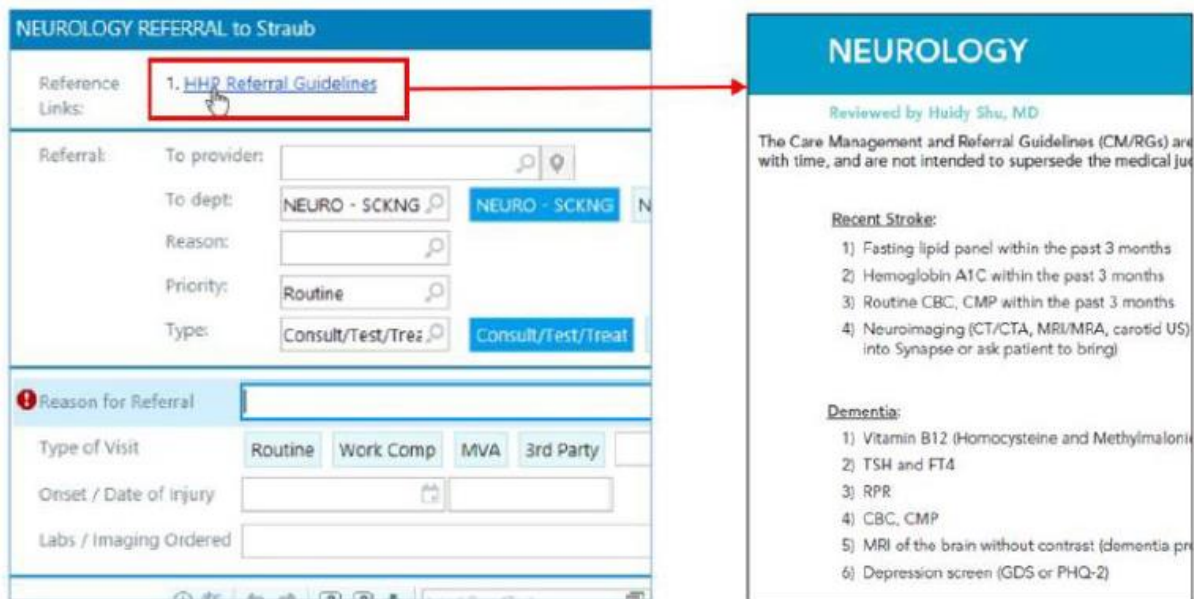 NEUROLOGY REFERRAL to Straub
Reference Links: 1. HHP Referral Guidelines
Referral: To provider:
To dept: NEURO - SCKNG NEURO - SCKNG N
Reason:
Priority: Routine
Type: Consult/Test/Trea Consult/Test/Treat
Reason for Referral
Type of Visit Routine Work Comp MVA 3rd Party
Onset / Date of Injury
Labs / Imaging Ordered
NEUROLOGY
Reviewed by Huidy Shu, MD
The Care Management and Referral Guidelines (CM/RGs) are
with time, and are not intended to supersede the medical
Recent Stroke:
1) Fasting lipid panel within the past 3 months
2) Hemoglobin A1C within the past 3 months
3) Routine CBC, CMP within the past 3 months
4) Neuroimaging (CT/CTA, MRI/MRA, carotid US)
into Synapse or ask patient to bring)
Dementia:
1) Vitamin B12 (Homocysteine and
2) TSH and FT4
3) RPR
4) CBC, CMP
5) MRI of the brain without contrast (dementia
6) Depression screen (GDS or PHQ-2)